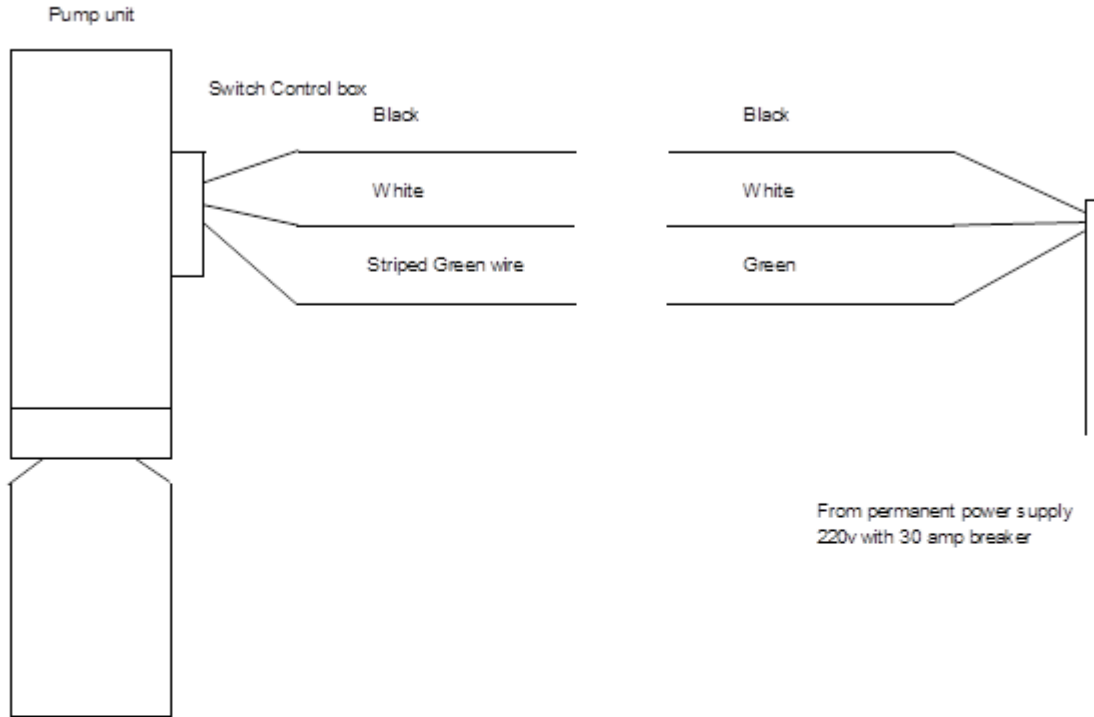 Pump unit
Switch Control box
Black
Black
White
White
Striped Green wire
Green
From permanent power supply
220v with 30 amp breaker